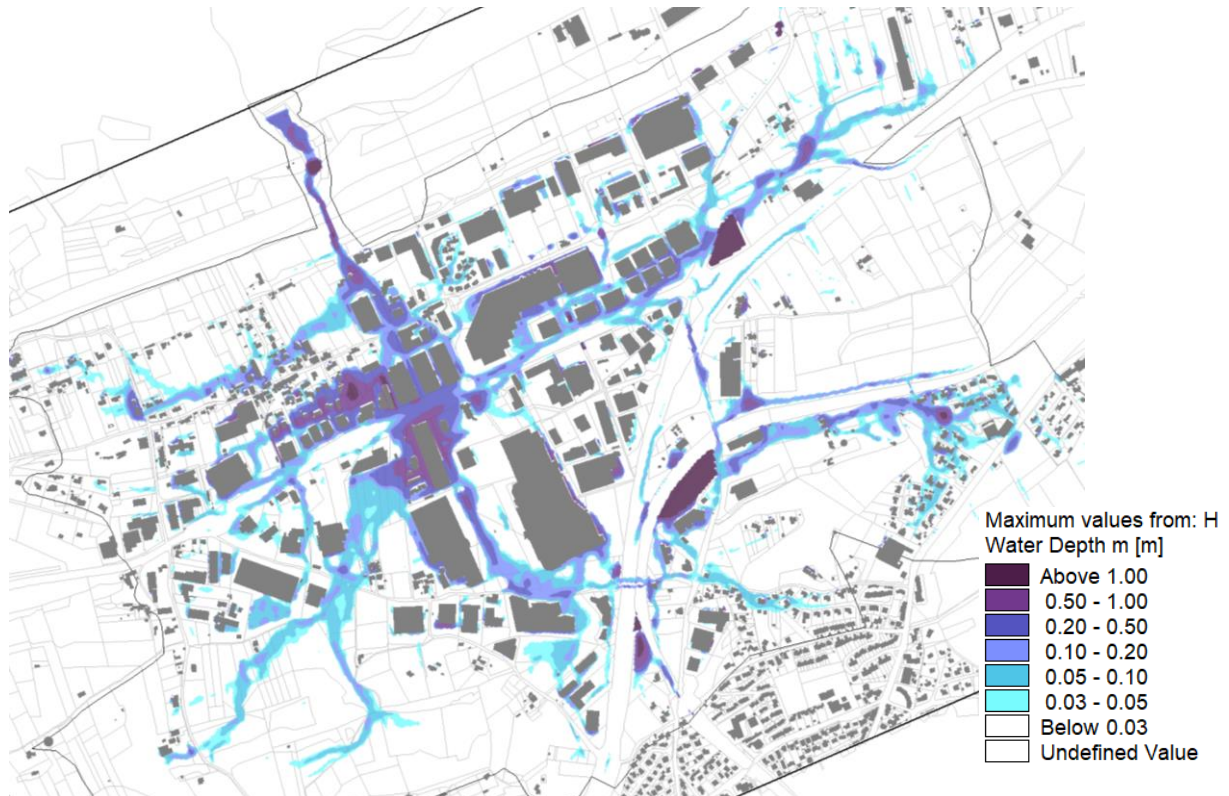 Maximum values from: H
Water Depth m [m]
Above 1.00
0.50 - 1.00
0.20 - 0.50
0.10 - 0.20
0.05 - 0.10
0.03 - 0.05
Below 0.03
Undefined Value